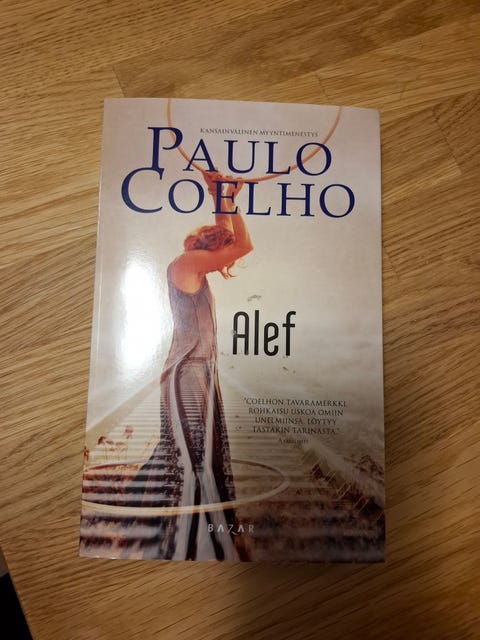 KANSAINVÄLINEN MYYNTIMENESTYS
PAULO
COELHO
Alef
"COELHON TAVARAMERKKI,
ROHKAISU USKOA OMIIN
UNELMIINSA, LÖYTYY
TÄSTÄKIN TARINASTA."
BAZAR